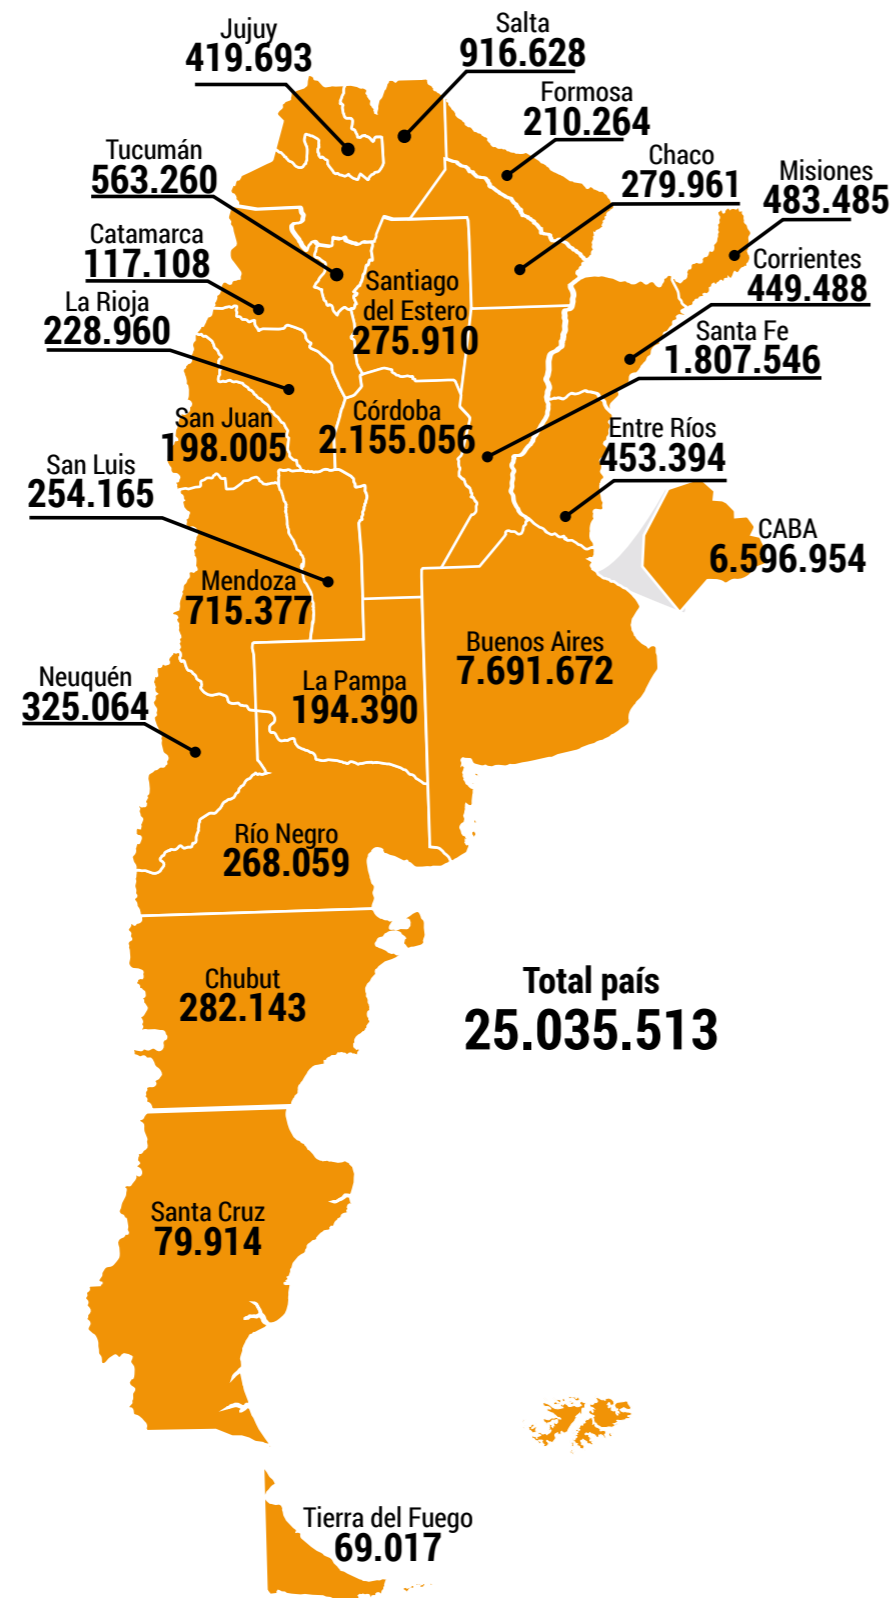 Jujuy
419.693
Salta
916.628
Formosa
210.264
Tucumán
563.260
Chaco
279.961
Misiones
483.485
Catamarca
117.108
Corrientes
449.488
La Rioja
228.960
Santiago
del Estero
275.910
Santa Fe
1.807.546
San Juan
198.005
Córdoba
2.155.056
Entre Ríos
453.394
San Luis
254.165
CABA
6.596.954
Mendoza
715.377
Buenos Aires
7.691.672
Neuquén
325.064
La Pampa
194.390
Río Negro
268.059
Chubut
282.143
Total país
25.035.513
Santa Cruz
79.914
Tierra del Fuego
69.017